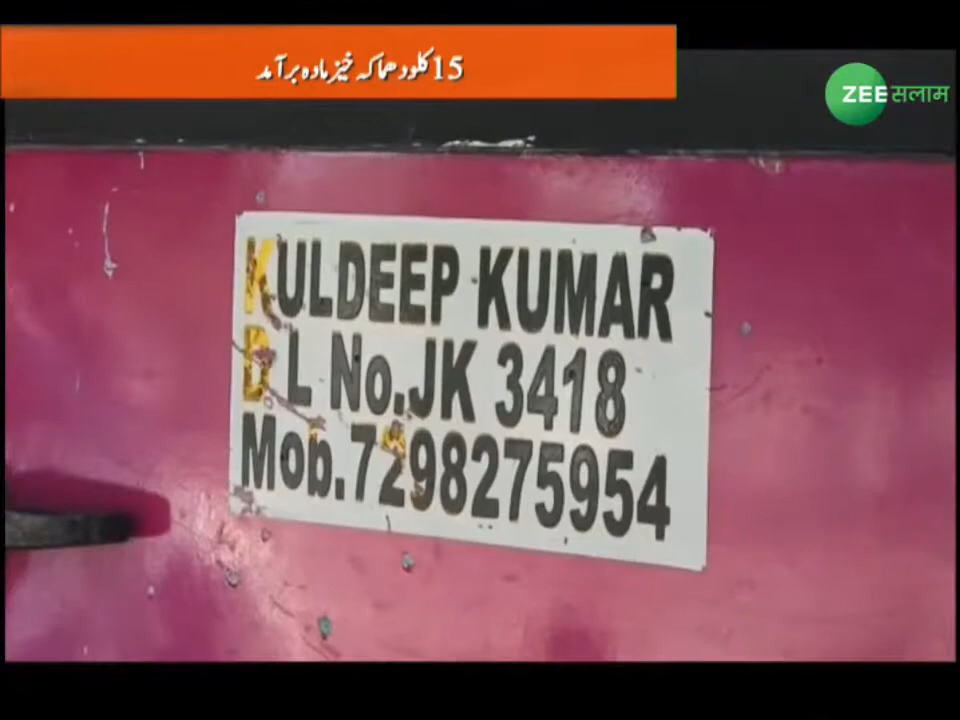 15 کلو دھماکہ خیز مادہ برآمد
ZEE सलाम
KULDEEP KUMAR
D L No.JK 3418
Mob.7298275954